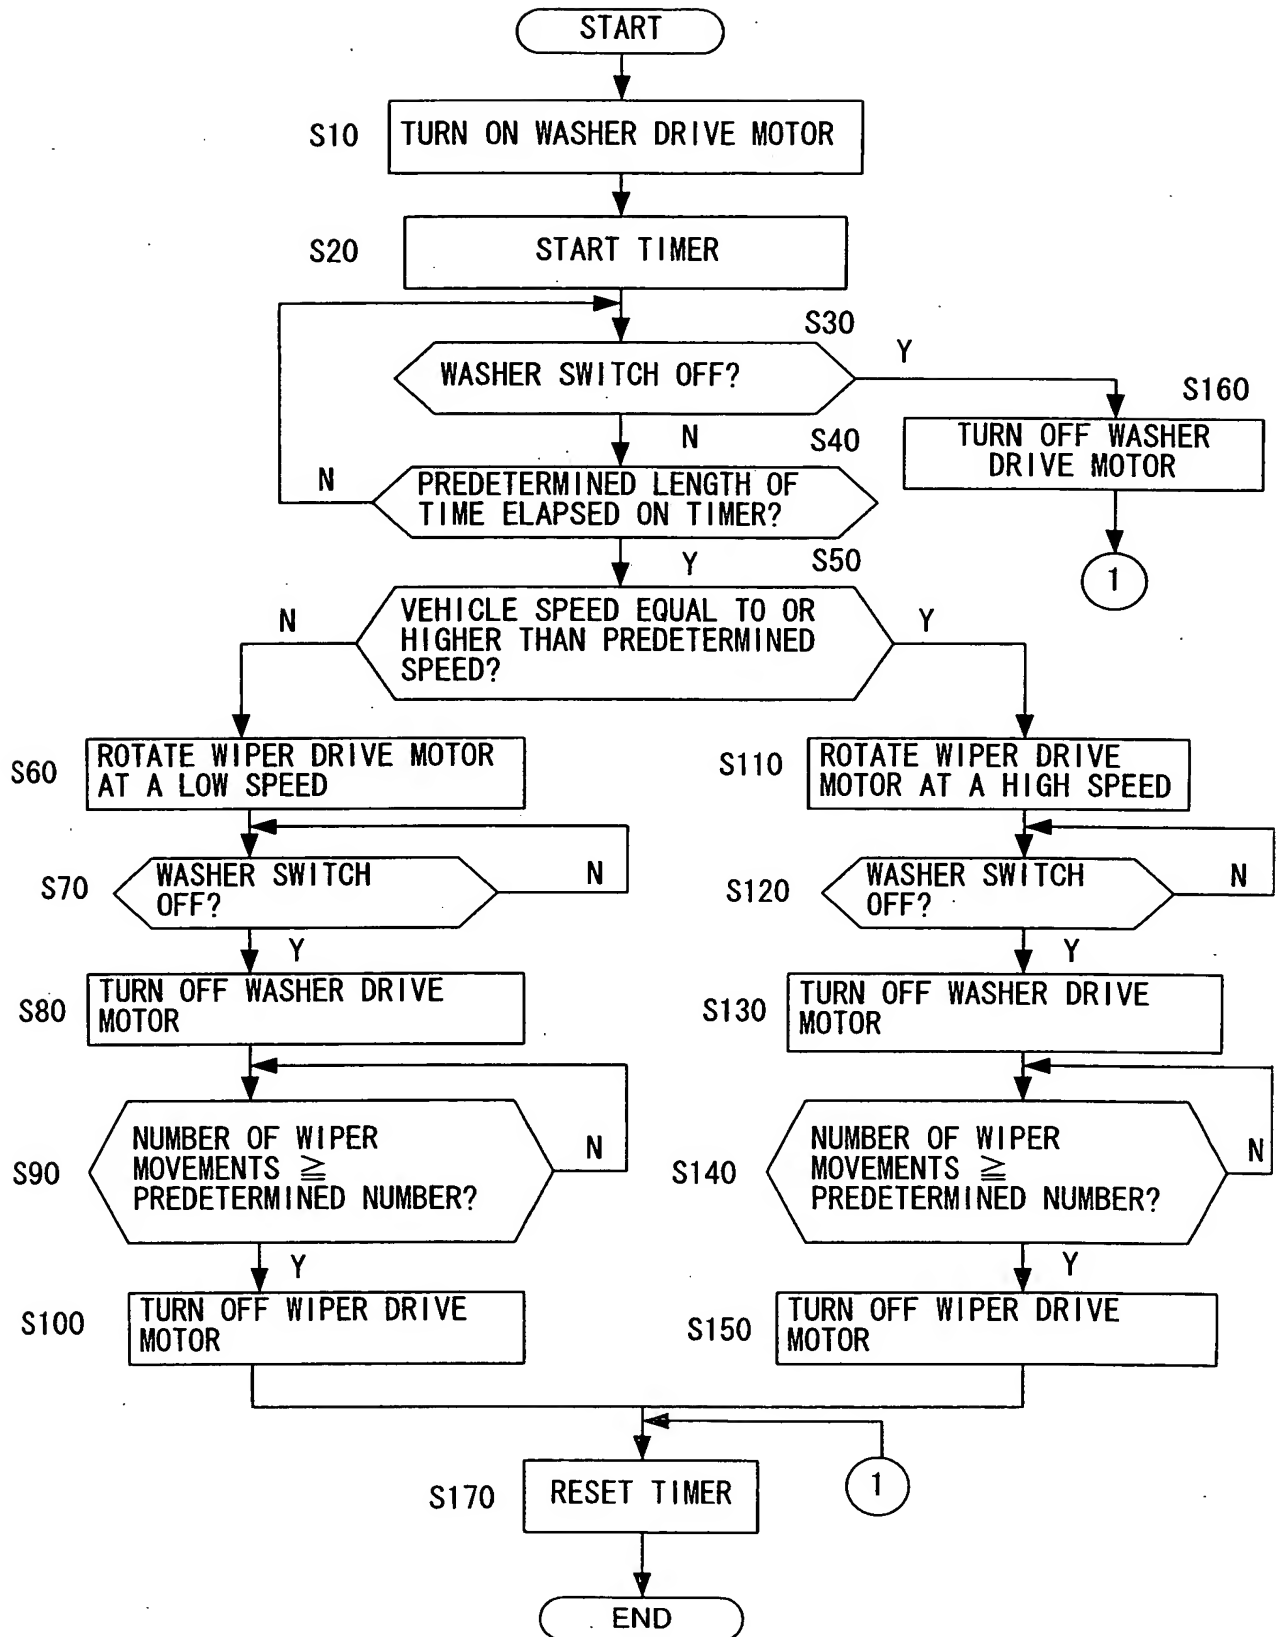 START
S10
TURN ON WASHER DRIVE MOTOR
S20
START TIMER
S30
WASHER SWITCH OFF?
Y
S160
TURN OFF WASHER
DRIVE MOTOR
N
S40
N
PREDETERMINED LENGTH OF
TIME ELAPSED ON TIMER?
Y
S50
1
N
VEHICLE SPEED EQUAL TO OR
HIGHER THAN PREDETERMINED
SPEED?
Y
S60
ROTATE WIPER DRIVE MOTOR
AT A LOW SPEED
S110
ROTATE WIPER DRIVE
MOTOR AT A HIGH SPEED
S70
WASHER SWITCH
OFF?
N
S120
WASHER SWITCH
OFF?
N
Y
Y
S80
TURN OFF WASHER DRIVE
MOTOR
S130
TURN OFF WASHER DRIVE
MOTOR
S90
NUMBER OF WIPER
MOVEMENTS ≧
PREDETERMINED NUMBER?
N
S140
NUMBER OF WIPER
MOVEMENTS ≧
PREDETERMINED NUMBER?
N
Y
Y
S100
TURN OFF WIPER DRIVE
MOTOR
S150
TURN OFF WIPER DRIVE
MOTOR
S170
RESET TIMER
1
END